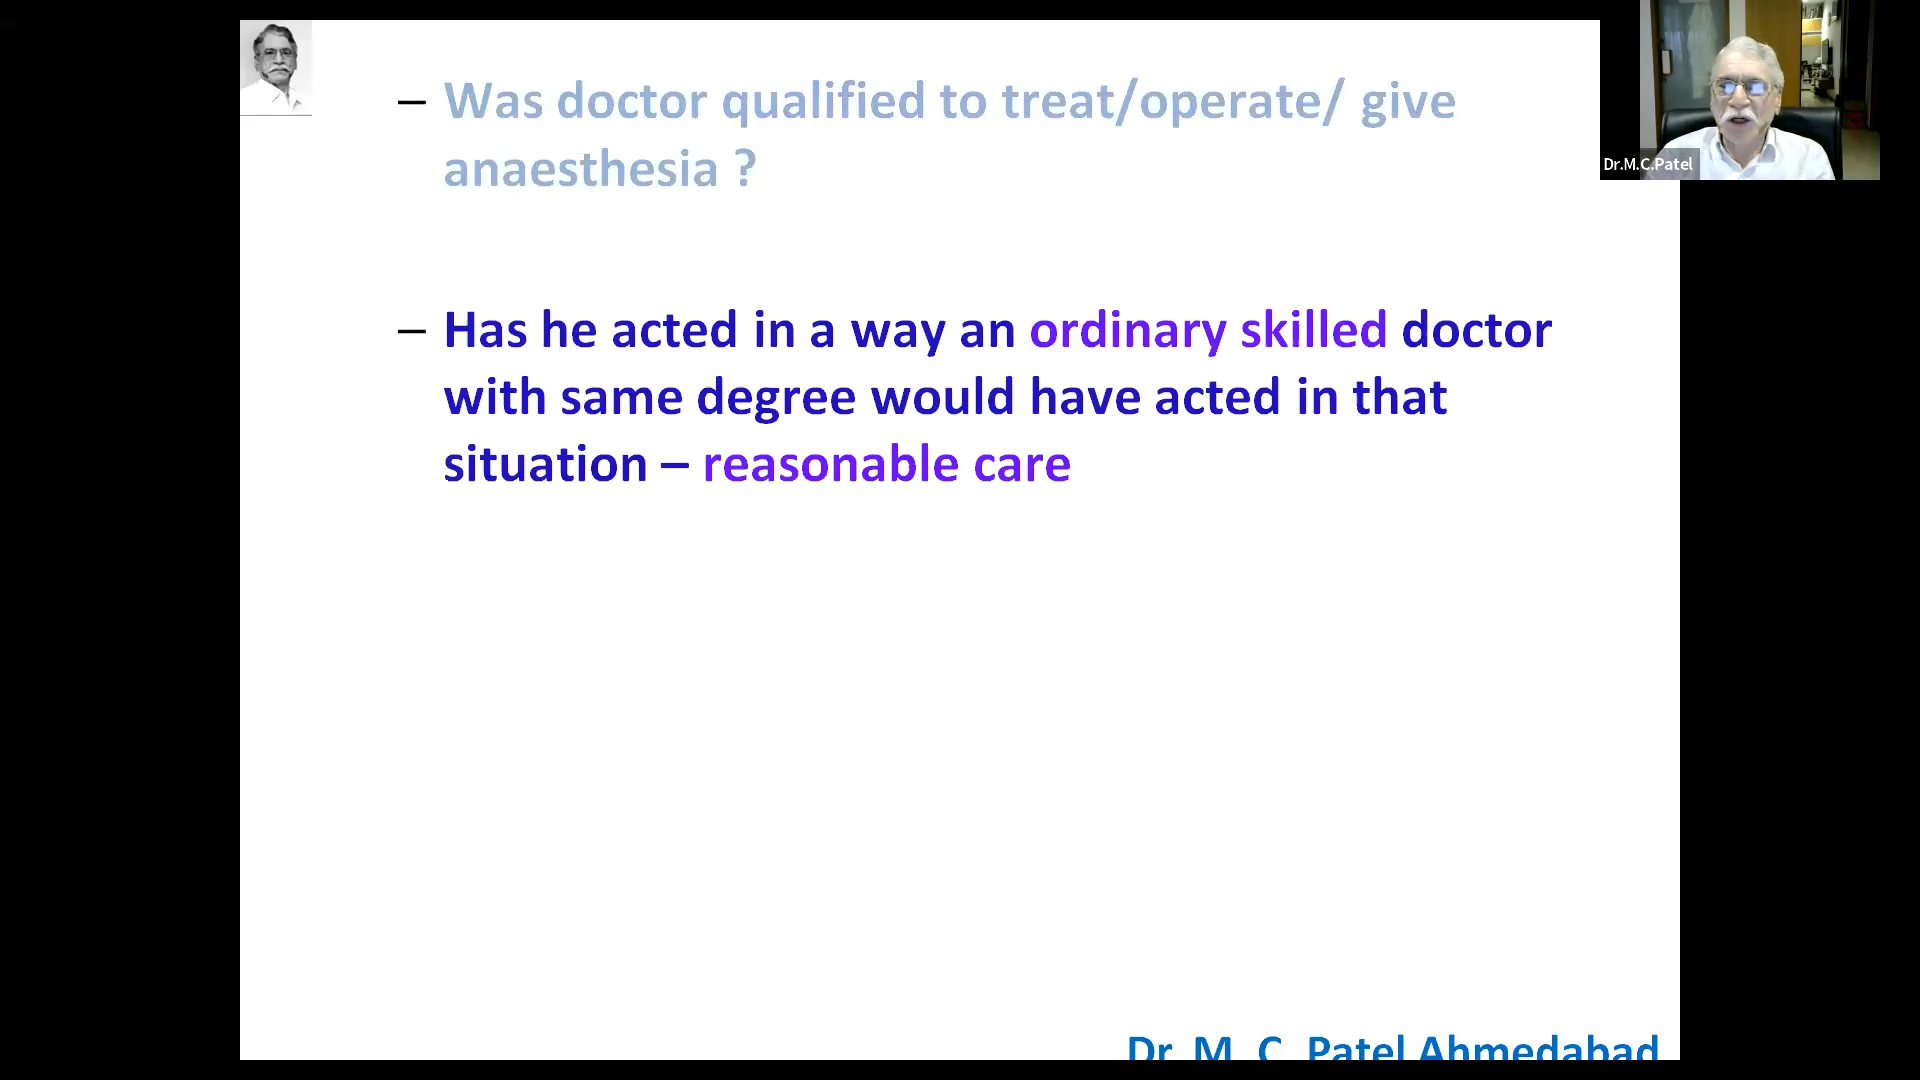 – Was doctor qualified to treat/operate/ give
anaesthesia ?
– Has he acted in a way an ordinary skilled doctor
with same degree would have acted in that
situation – reasonable care
Dr.M.C.Patel
Dr. M. C. Patel Ahmedabad